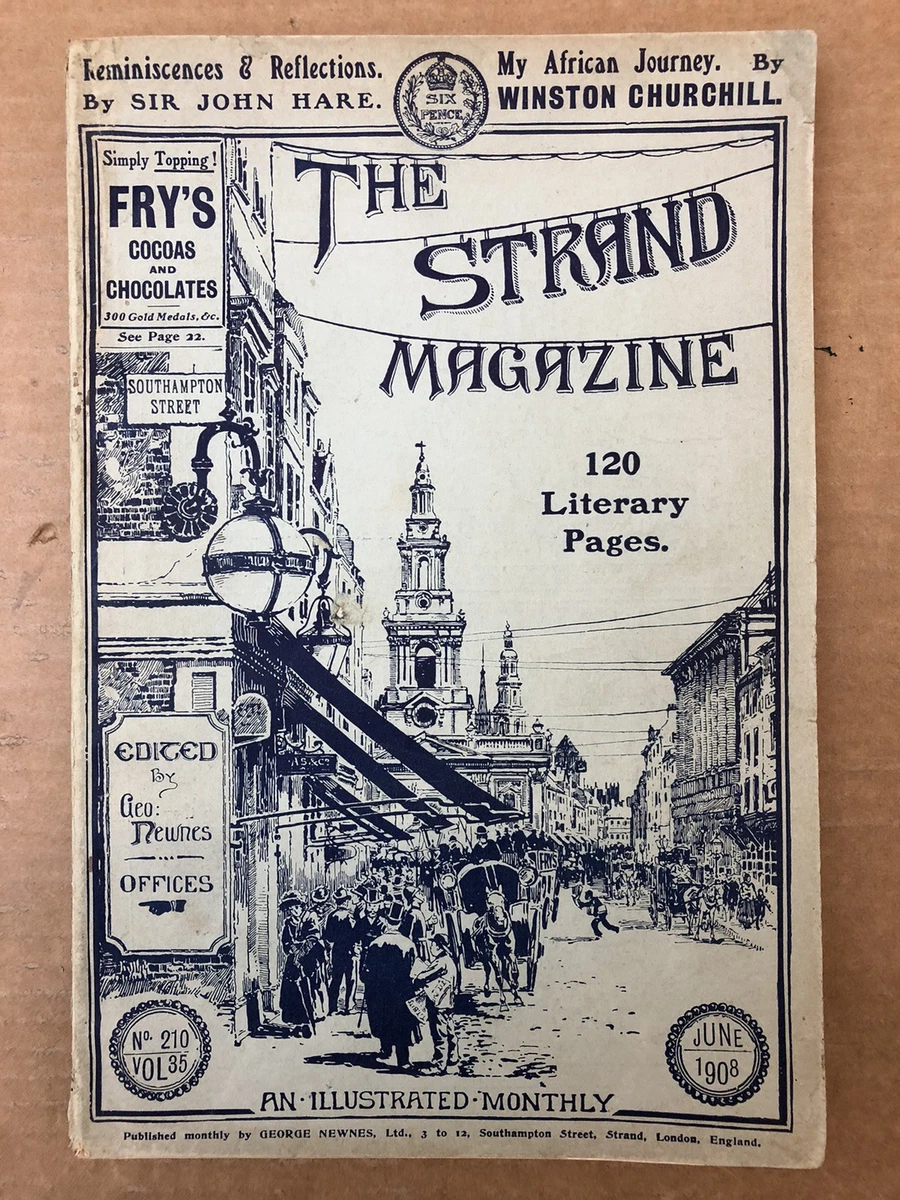 Reminiscences & Reflections.
By SIR JOHN HARE.
SIX
PENCE
My African Journey. By
WINSTON CHURCHILL.
Simply Topping!
FRY'S
COCOAS
AND
CHOCOLATES
300 Gold Medals, &c.
See Page 22.
THE
STRAND
MAGAZINE
SOUTHAMPTON
STREET
120
Literary
Pages.
EDITED
By
Geo:
Newnes
OFFICES
FRY'S
No. 210
VOL 35
JUNE
1908
AN·ILLUSTRATED·MONTHLY
Published monthly by GEORGE NEWNES, Ltd., 3 to 12, Southampton Street, Strand, London, England.